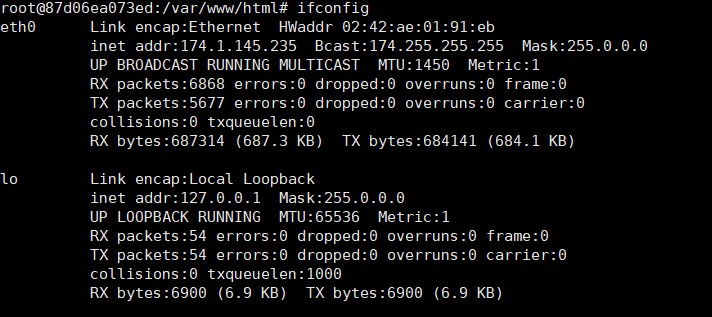 root@87d06ea073ed:/var/www/html# ifconfig
eth0      Link encap:Ethernet  HWaddr 02:42:ae:01:91:eb
          inet addr:174.1.145.235  Bcast:174.255.255.255  Mask:255.0.0.0
          UP BROADCAST RUNNING MULTICAST  MTU:1450  Metric:1
          RX packets:6868 errors:0 dropped:0 overruns:0 frame:0
          TX packets:5677 errors:0 dropped:0 overruns:0 carrier:0
          collisions:0 txqueuelen:0
          RX bytes:687314 (687.3 KB)  TX bytes:684141 (684.1 KB)
lo        Link encap:Local Loopback
          inet addr:127.0.0.1  Mask:255.0.0.0
          UP LOOPBACK RUNNING  MTU:65536  Metric:1
          RX packets:54 errors:0 dropped:0 overruns:0 frame:0
          TX packets:54 errors:0 dropped:0 overruns:0 carrier:0
          collisions:0 txqueuelen:1000
          RX bytes:6900 (6.9 KB)  TX bytes:6900 (6.9 KB)